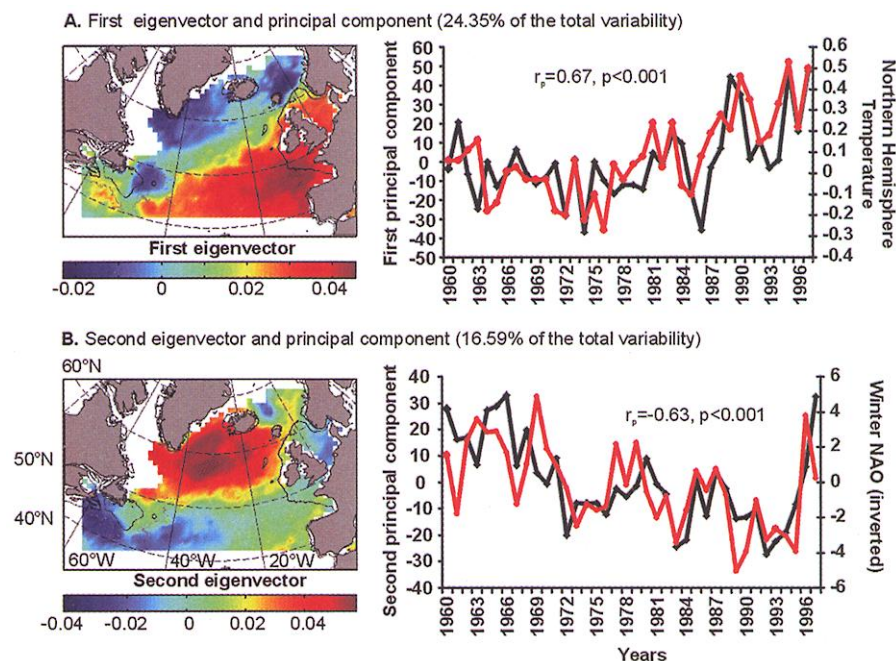 A. First eigenvector and principal component (24.35% of the total variability)
First eigenvector
-0.02 0 0.02 0.04
First principal component
60
50
40
30
20
10
0
-10
-20
-30
-40
-50
r_p=0.67, p<0.001
0.6
0.5
0.4
0.3
0.2
0.1
0
-0.1
-0.2
-0.3
-0.4
Northern Hemisphere
Temperature
1960 1963 1966 1969 1972 1975 1978 1981 1984 1987 1990 1993 1996
B. Second eigenvector and principal component (16.59% of the total variability)
60°N
50°N
40°N
60°W 40°W 20°W
Second eigenvector
-0.04 -0.02 0 0.02 0.04
Second principal component
40
30
20
10
0
-10
-20
-30
-40
r_p=-0.63, p<0.001
6
4
2
0
-2
-4
-6
Winter NAO (inverted)
1960 1963 1966 1969 1972 1975 1978 1981 1984 1987 1990 1993 1996
Years